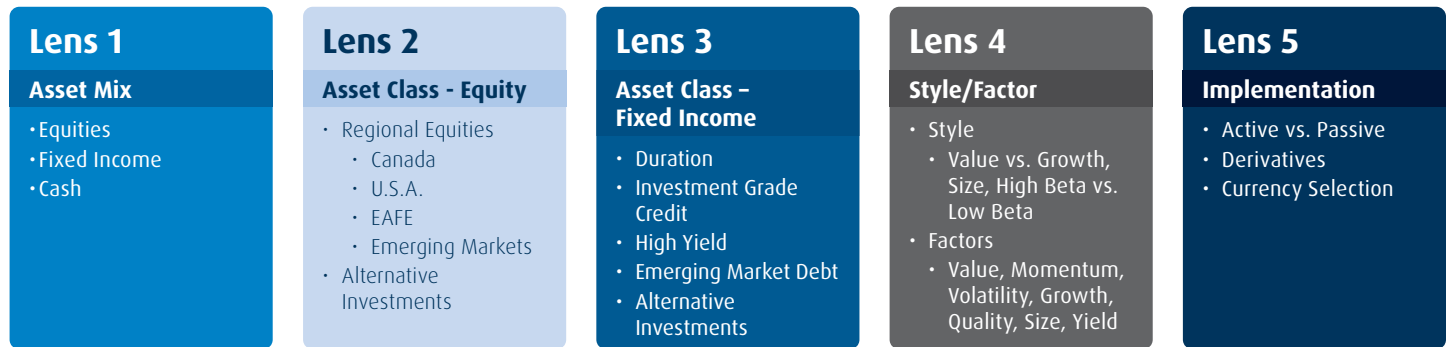 Lens 1
Asset Mix
•Equities
•Fixed Income
•Cash
Lens 2
Asset Class - Equity
• Regional Equities
• Canada
• U.S.A.
• EAFE
• Emerging Markets
• Alternative
Investments
Lens 3
Asset Class –
Fixed Income
• Duration
• Investment Grade
Credit
• High Yield
• Emerging Market Debt
• Alternative
Investments
Lens 4
Style/Factor
• Style
• Value vs. Growth,
Size, High Beta vs.
Low Beta
• Factors
• Value, Momentum,
Volatility, Growth,
Quality, Size, Yield
Lens 5
Implementation
• Active vs. Passive
• Derivatives
• Currency Selection